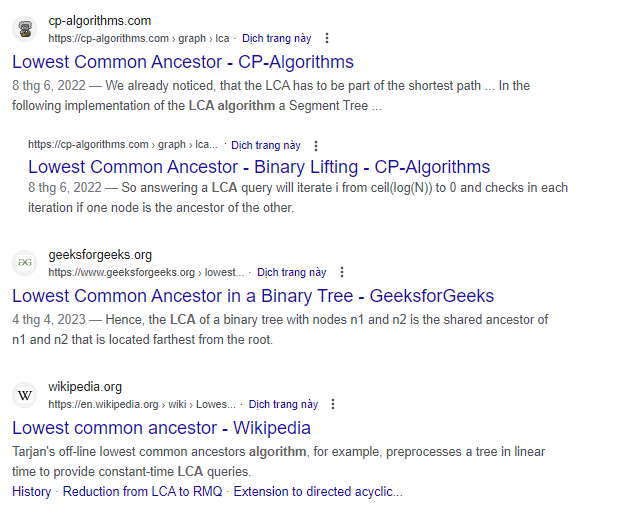 cp-algorithms.com
https://cp-algorithms.com › graph › lca · Dịch trang này
Lowest Common Ancestor - CP-Algorithms
8 thg 6, 2022 — We already noticed, that the LCA has to be part of the shortest path ... In the
following implementation of the LCA algorithm a Segment Tree ...
https://cp-algorithms.com › graph › lca... · Dịch trang này
Lowest Common Ancestor - Binary Lifting - CP-Algorithms
8 thg 6, 2022 — So answering a LCA query will iterate i from ceil(log(N)) to 0 and checks in each
iteration if one node is the ancestor of the other.
geeksforgeeks.org
https://www.geeksforgeeks.org › lowest... · Dịch trang này
Lowest Common Ancestor in a Binary Tree - GeeksforGeeks
4 thg 4, 2023 — Hence, the LCA of a binary tree with nodes n1 and n2 is the shared ancestor of
n1 and n2 that is located farthest from the root.
W
wikipedia.org
https://en.wikipedia.org › wiki › Lowes... · Dịch trang này
Lowest common ancestor - Wikipedia
Tarjan's off-line lowest common ancestors algorithm, for example, preprocesses a tree in linear
time to provide constant-time LCA queries.
History · Reduction from LCA to RMQ · Extension to directed acyclic...